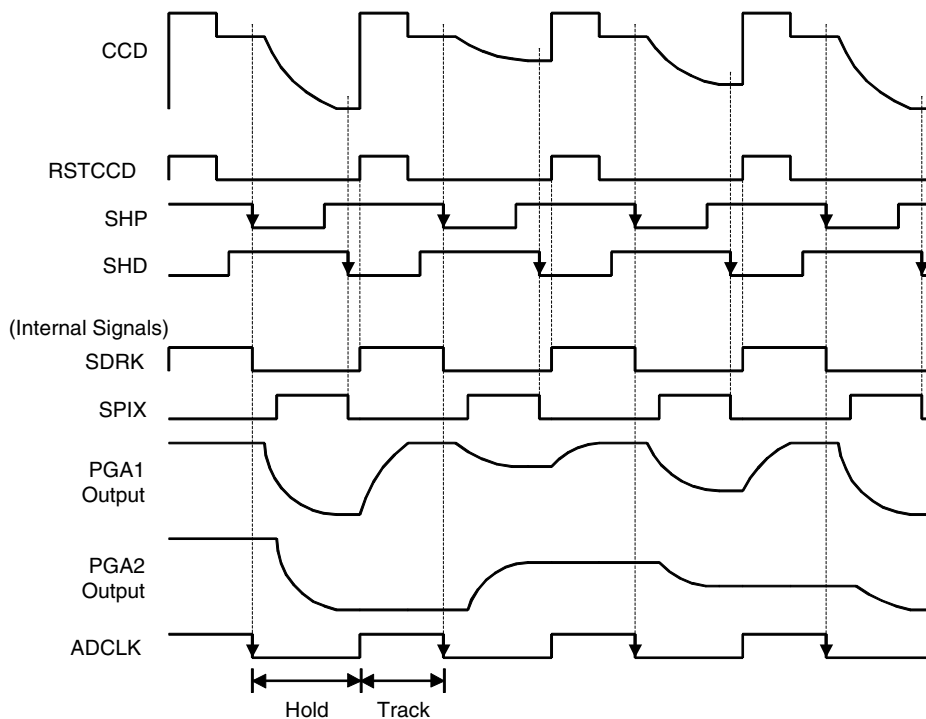 CCD
RSTCCD
SHP
SHD
(Internal Signals)
SDRK
SPIX
PGA1
Output
PGA2
Output
ADCLK
Hold
Track